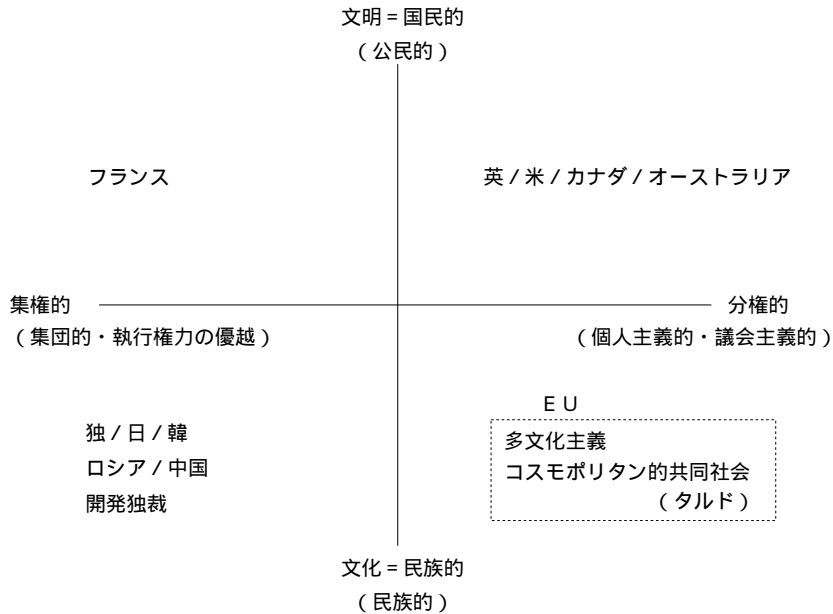 文明＝国民的
（公民的）
フランス
英／米／カナダ／オーストラリア
集権的
分権的
（集団的・執行権力の優越）
（個人主義的・議会主義的）
ＥＵ
独／日／韓
多文化主義
ロシア／中国
コスモポリタン的共同社会
開発独裁
（タルド）
文化＝民族的
（民族的）